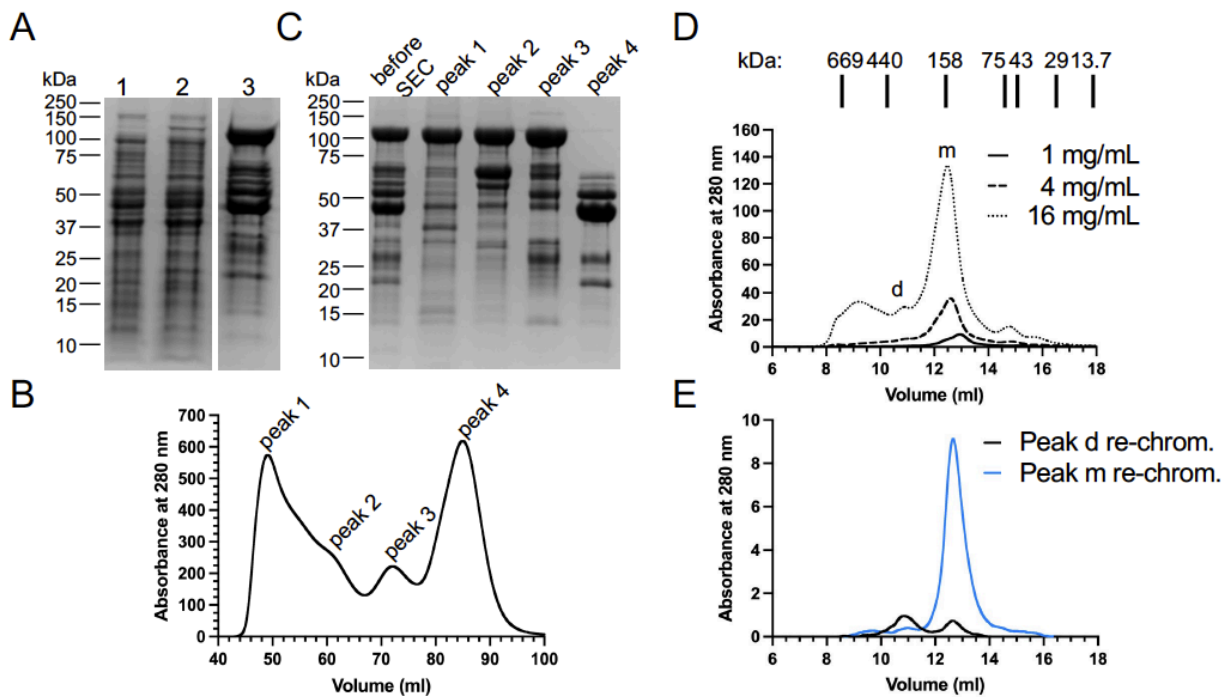 A
kDa
1 2 3
250
150
100
75
50
37
25
20
15
10
C
kDa
before SEC
peak 1
peak 2
peak 3
peak 4
250
150
100
75
50
37
25
20
15
10
B
Absorbance at 280 nm
700
600
500
400
300
200
100
0
peak 1
peak 2
peak 3
peak 4
40 50 60 70 80 90 100
Volume (ml)
D
kDa: 669 440 158 75 43 29 13.7
Absorbance at 280 nm
160
140
120
100
80
60
40
20
0
m
d
1 mg/mL
4 mg/mL
16 mg/mL
6 8 10 12 14 16 18
Volume (ml)
E
Absorbance at 280 nm
10
8
6
4
2
0
Peak d re-chrom.
Peak m re-chrom.
6 8 10 12 14 16 18
Volume (ml)